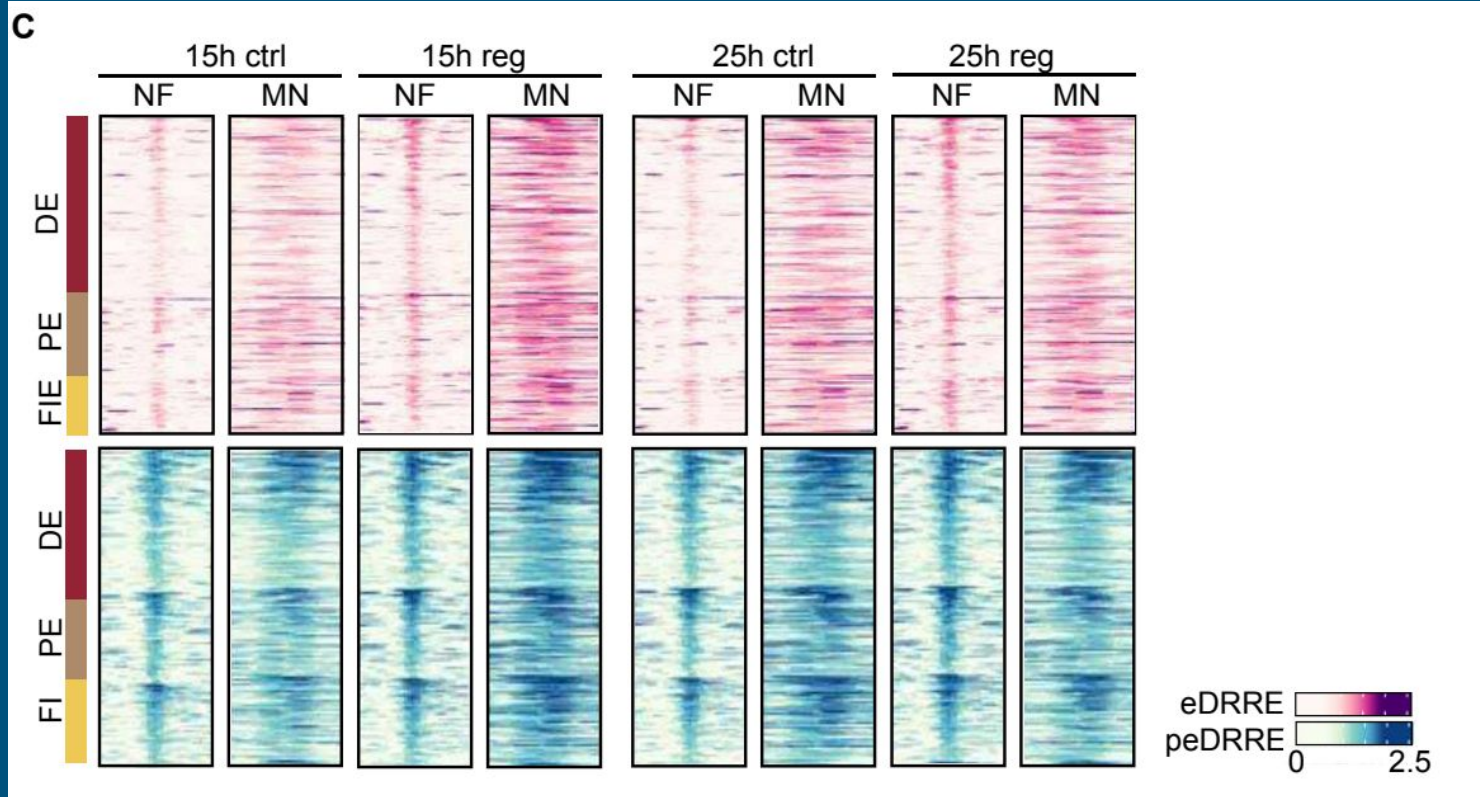 C
15h ctrl 15h reg 25h ctrl 25h reg
NF MN NF MN NF MN NF MN
DE
PE
FIE
DE
PE
FI
eDRRE
peDRRE
0 2.5